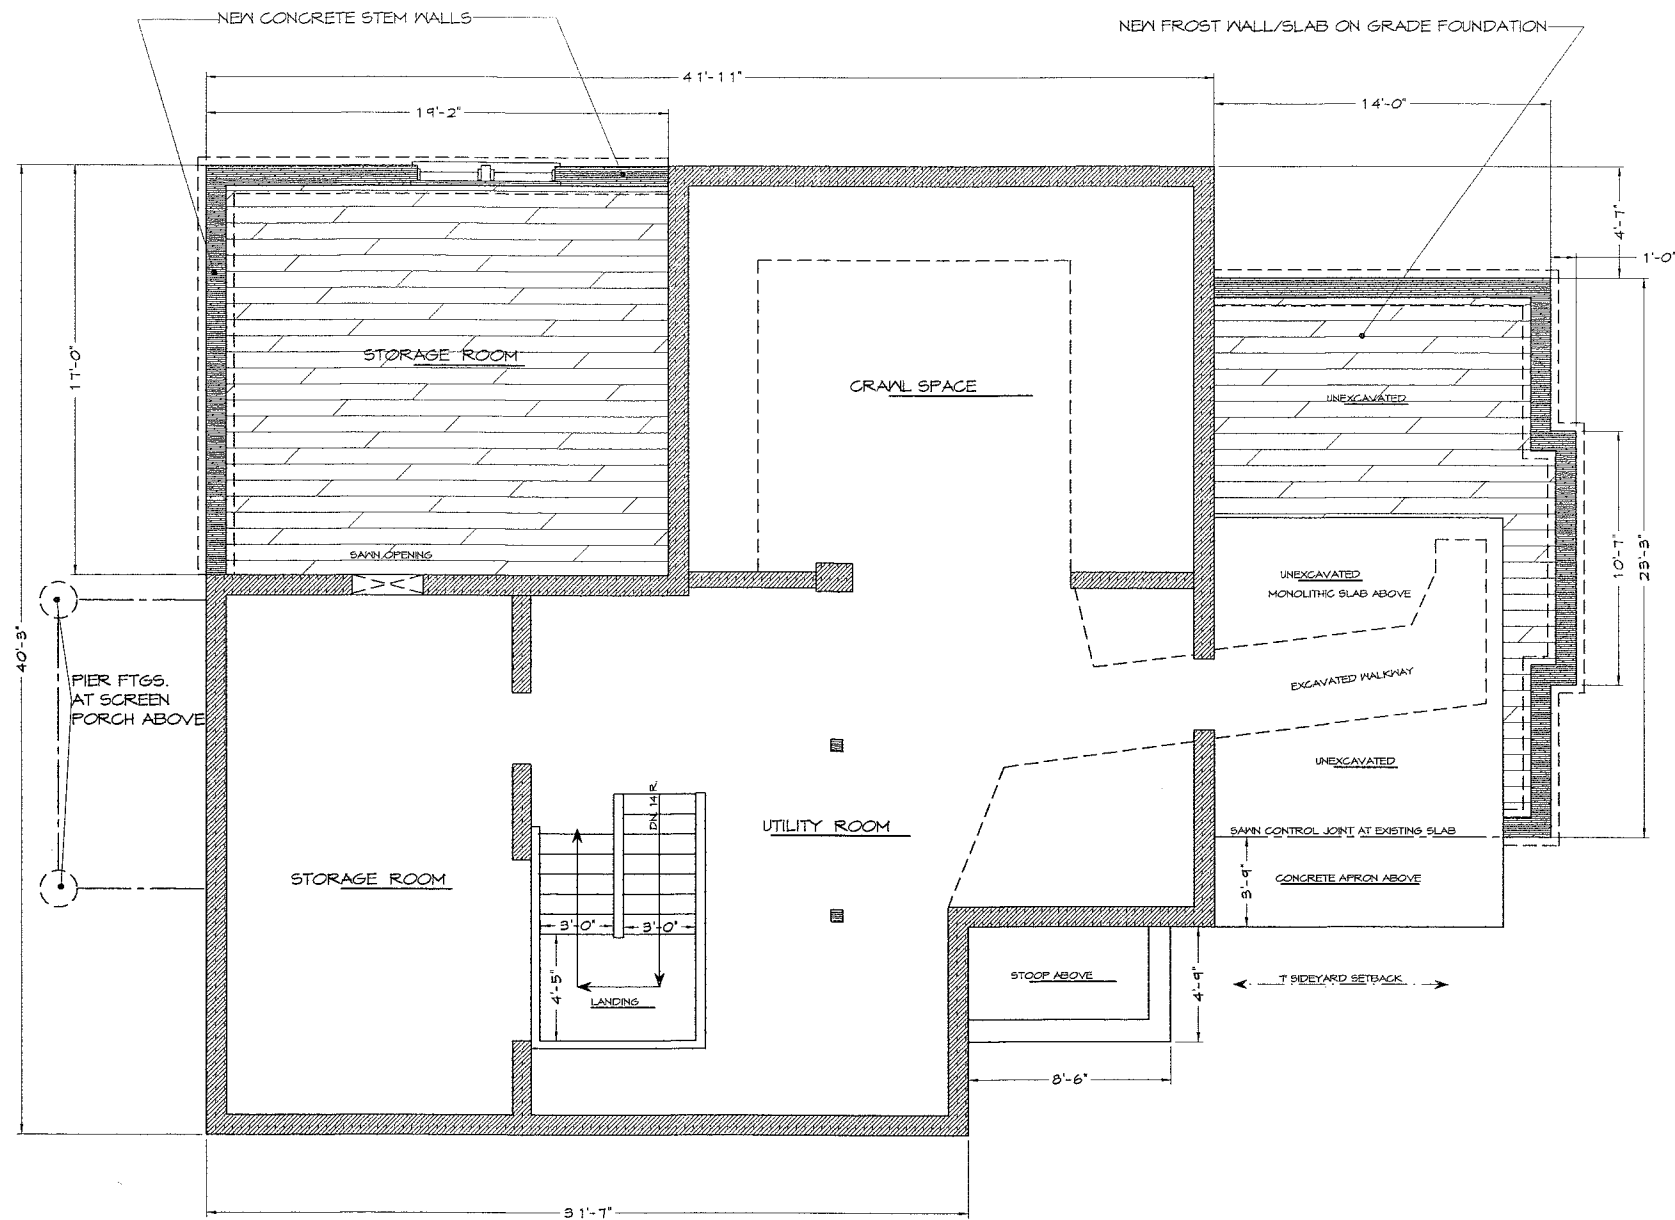 NEW CONCRETE STEM WALLS
NEW FROST WALL/SLAB ON GRADE FOUNDATION
41'-11"
19'-2"
14'-0"
4'-7"
1'-0"
17'-0"
STORAGE ROOM
CRAWL SPACE
UNEXCAVATED
SAWN OPENING
UNEXCAVATED
MONOLITHIC SLAB ABOVE
10'-7"
23'-3"
40'-3"
PIER FTGS.
AT SCREEN
PORCH ABOVE
EXCAVATED WALKWAY
UNEXCAVATED
DN. 14 R.
UTILITY ROOM
SAWN CONTROL JOINT AT EXISTING SLAB
STORAGE ROOM
CONCRETE APRON ABOVE
3'-9"
3'-0"
3'-0"
4'-5"
LANDING
STOOP ABOVE
4'-9"
7' SIDEYARD SETBACK
8'-6"
31'-7"